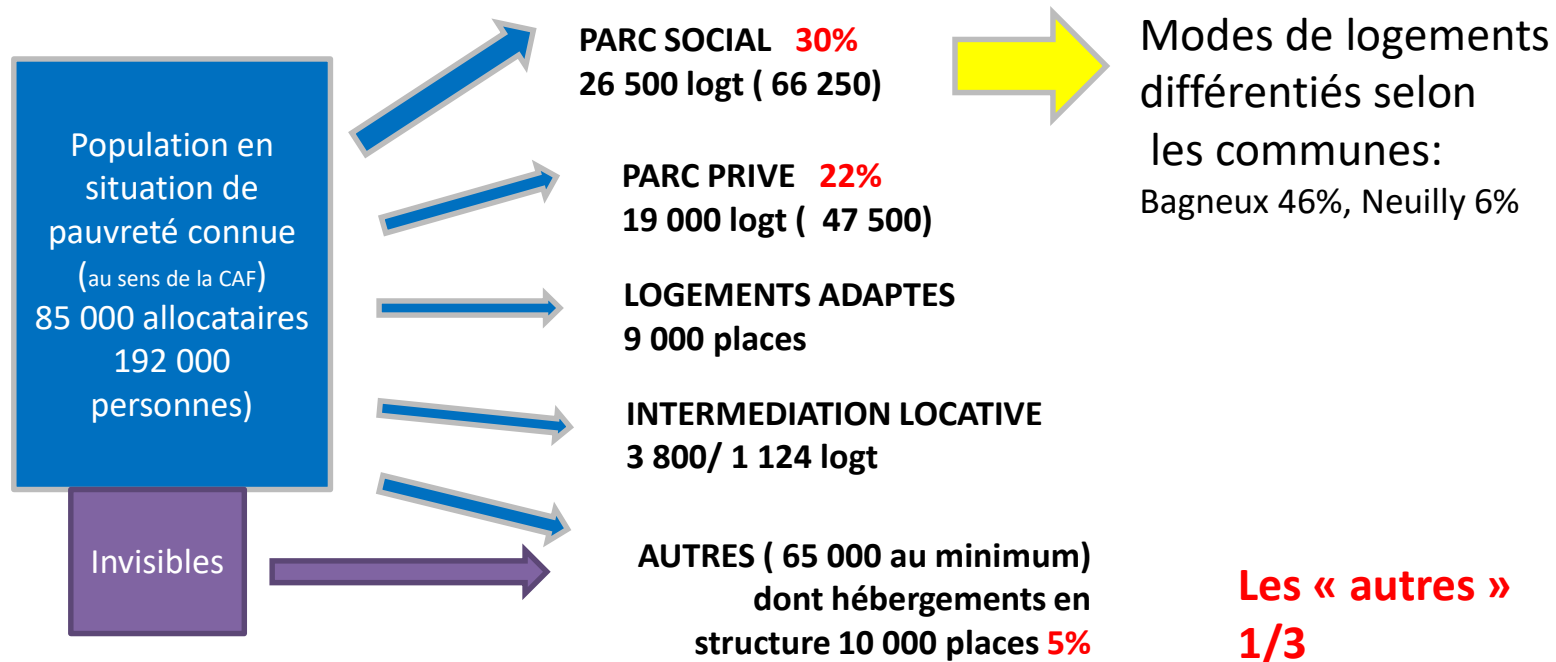 Population en
situation de
pauvreté connue
(au sens de la CAF)
85 000 allocataires
192 000
personnes)
Invisibles
PARC SOCIAL 30%
26 500 logt ( 66 250)
PARC PRIVE 22%
19 000 logt ( 47 500)
LOGEMENTS ADAPTES
9 000 places
INTERMEDIATION LOCATIVE
3 800/ 1 124 logt
AUTRES ( 65 000 au minimum)
dont hébergements en
structure 10 000 places 5%
Modes de logements
différentiés selon
les communes:
Bagneux 46%, Neuilly 6%
Les « autres »
1/3